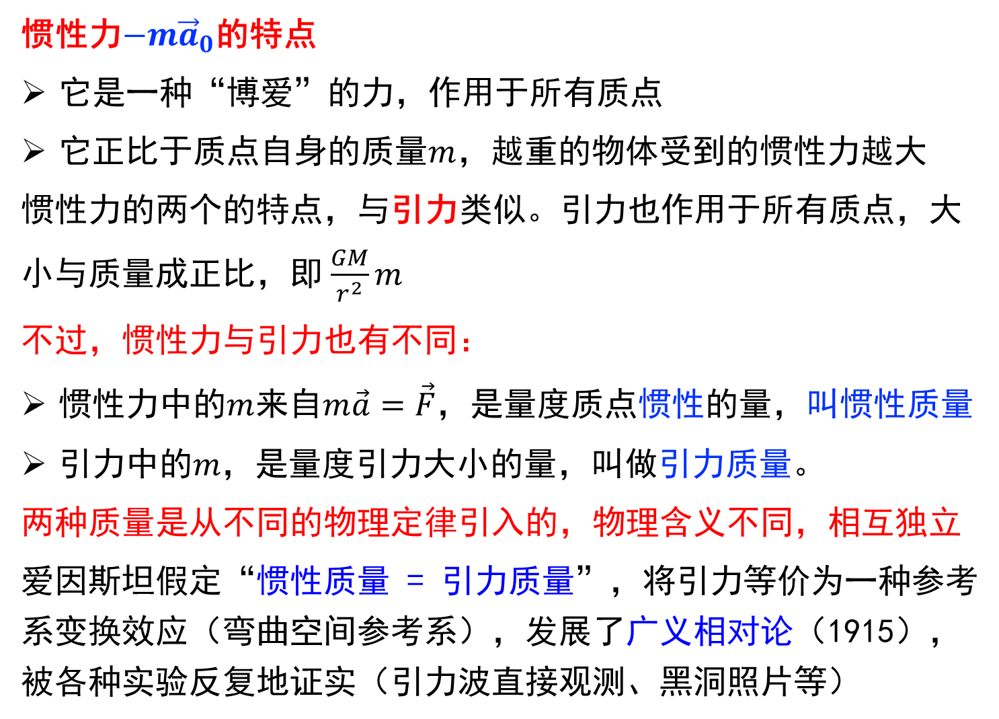 惯性力$-m\vec{a}_0$的特点
➢ 它是一种“博爱”的力，作用于所有质点
➢ 它正比于质点自身的质量$m$，越重的物体受到的惯性力越大
惯性力的两个的特点，与引力类似。引力也作用于所有质点，大
小与质量成正比，即$\frac{GM}{r^2}m$
不过，惯性力与引力也有不同：
➢ 惯性力中的$m$来自$m\vec{a} = \vec{F}$，是量度质点惯性的量，叫惯性质量
➢ 引力中的$m$，是量度引力大小的量，叫做引力质量。
两种质量是从不同的物理定律引入的，物理含义不同，相互独立
爱因斯坦假定“惯性质量 = 引力质量”，将引力等价为一种参考
系变换效应（弯曲空间参考系），发展了广义相对论（1915），
被各种实验反复地证实（引力波直接观测、黑洞照片等）